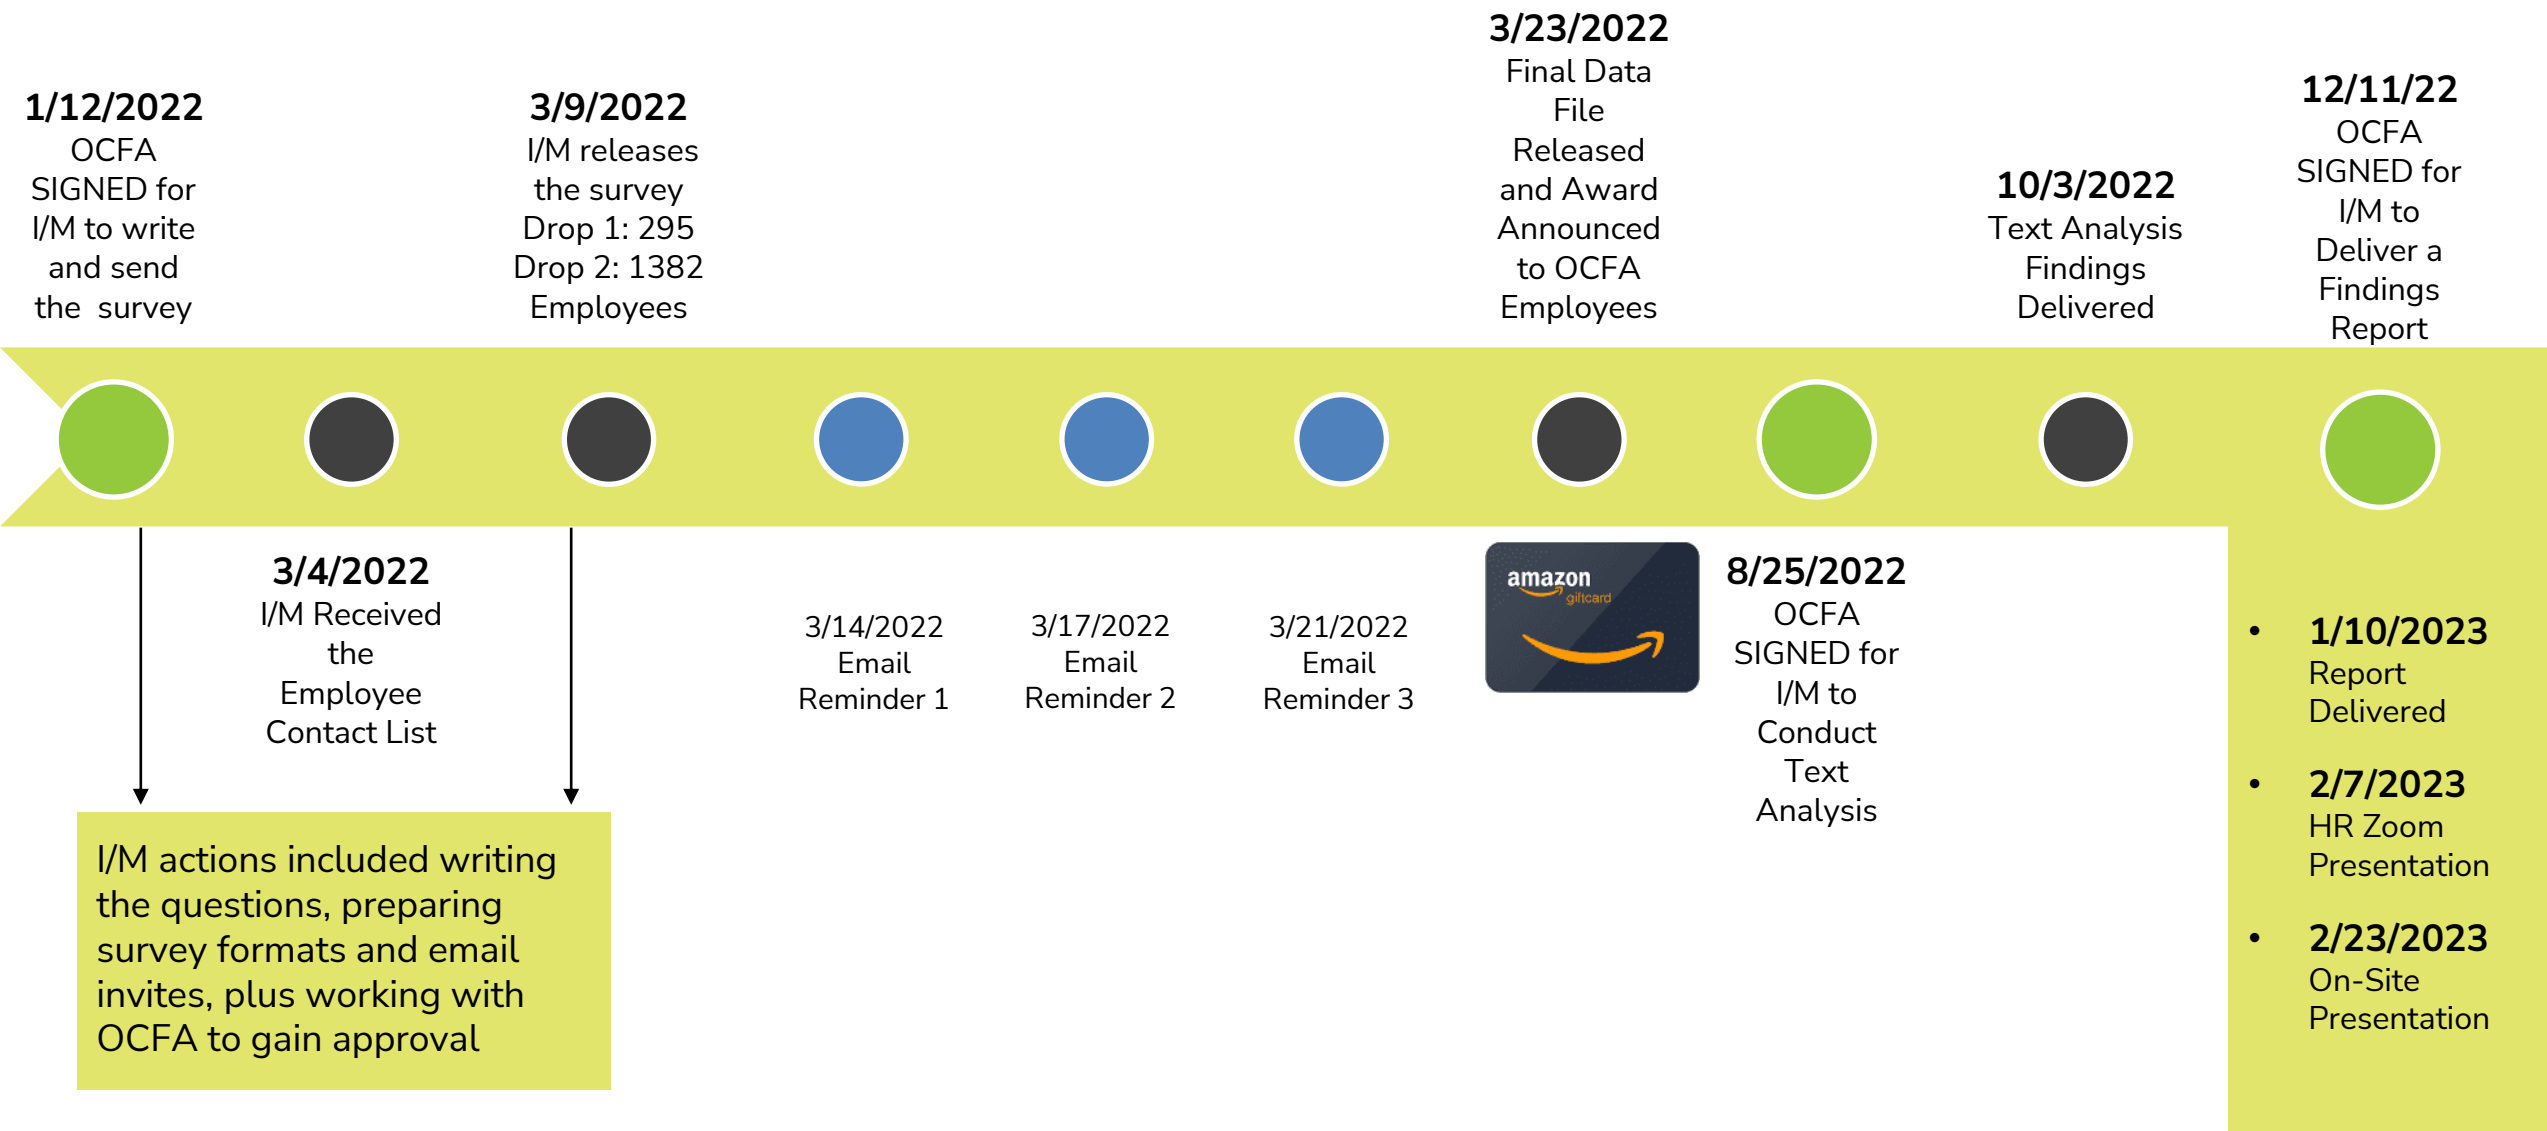 1/12/2022
OCFA
SIGNED for
I/M to write
and send
the  survey
3/9/2022
I/M releases
the survey
Drop 1: 295
Drop 2: 1382
Employees
3/23/2022
Final Data
File
Released
and Award
Announced
to OCFA
Employees
10/3/2022
Text Analysis
Findings
Delivered
12/11/22
OCFA
SIGNED for
I/M to
Deliver a
Findings
Report
3/4/2022
I/M Received
the
Employee
Contact List
3/14/2022
Email
Reminder 1
3/17/2022
Email
Reminder 2
3/21/2022
Email
Reminder 3
amazon
giftcard
8/25/2022
OCFA
SIGNED for
I/M to
Conduct
Text
Analysis
• 1/10/2023
Report
Delivered
• 2/7/2023
HR Zoom
Presentation
• 2/23/2023
On-Site
Presentation
I/M actions included writing
the questions, preparing
survey formats and email
invites, plus working with
OCFA to gain approval